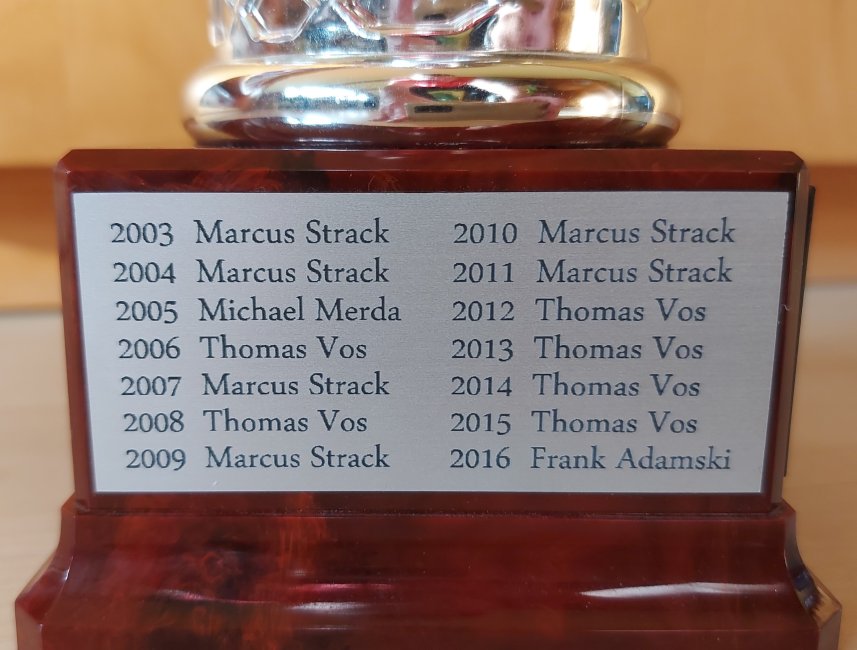 2003 Marcus Strack
2004 Marcus Strack
2005 Michael Merda
2006 Thomas Vos
2007 Marcus Strack
2008 Thomas Vos
2009 Marcus Strack
2010 Marcus Strack
2011 Marcus Strack
2012 Thomas Vos
2013 Thomas Vos
2014 Thomas Vos
2015 Thomas Vos
2016 Frank Adamski